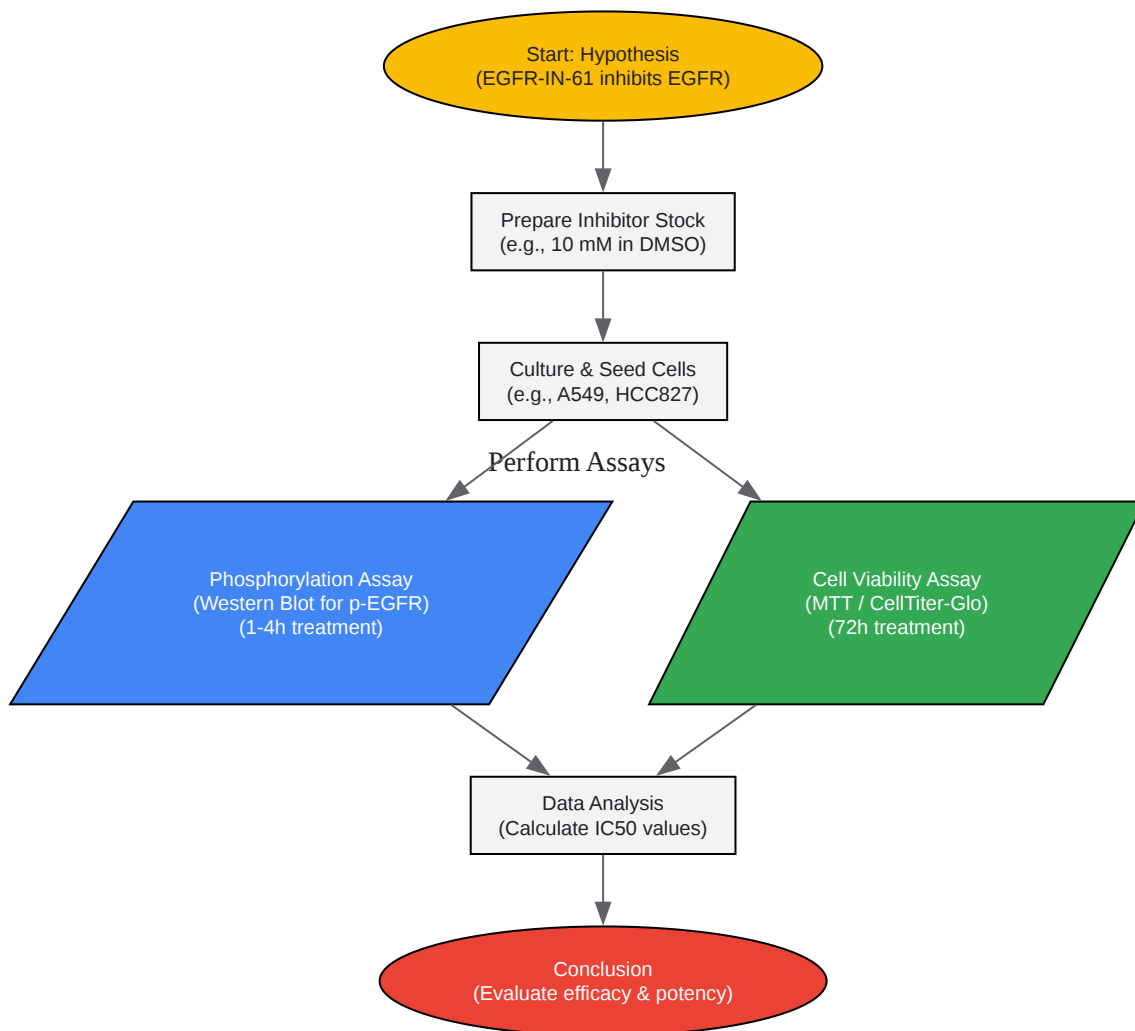 Start: Hypothesis
(EGFR-IN-61 inhibits EGFR)
Prepare Inhibitor Stock
(e.g., 10 mM in DMSO)
Culture & Seed Cells
(e.g., A549, HCC827)
Perform Assays
Phosphorylation Assay
(Western Blot for p-EGFR)
(1-4h treatment)
Cell Viability Assay
(MTT / CellTiter-Glo)
(72h treatment)
Data Analysis
(Calculate IC50 values)
Conclusion
(Evaluate efficacy & potency)